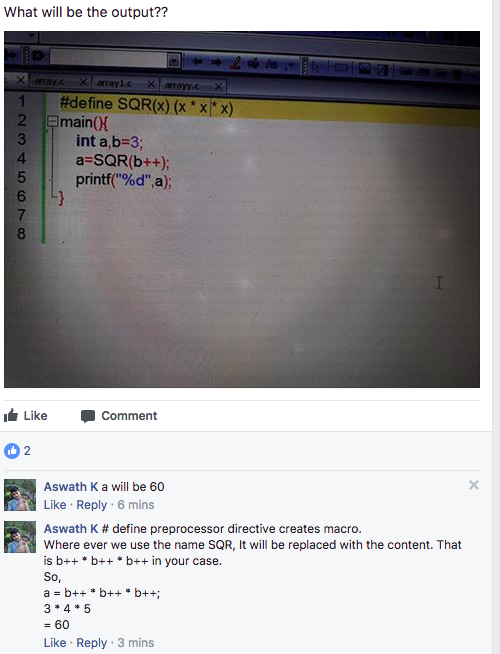 What will be the output??
array.c array1.c arrayy.c
1 #define SQR(x) (x * x * x)
2 main(){
3 int a,b=3;
4 a=SQR(b++);
5 printf("%d",a);
6 }
7
8
Like Comment
2
Aswath K a will be 60
Like · Reply · 6 mins
Aswath K # define preprocessor directive creates macro.
Where ever we use the name SQR, It will be replaced with the content. That
is b++ * b++ * b++ in your case.
So,
a = b++ * b++ * b++;
3 * 4 * 5
= 60
Like · Reply · 3 mins